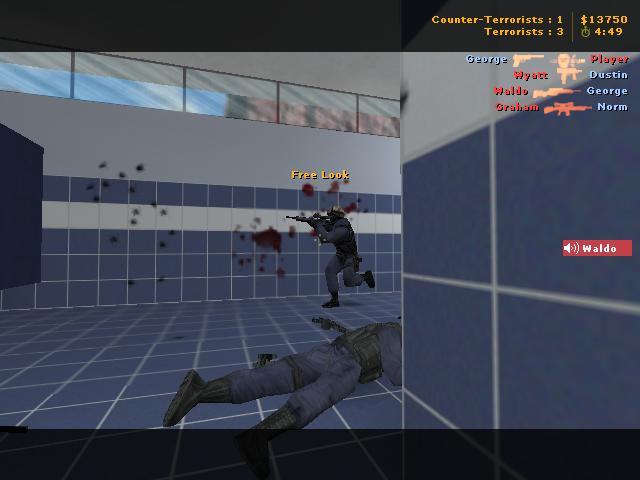 Counter-Terrorists : 1
$13750
Terrorists : 3
4:49
George Player
Wyatt Dustin
Waldo George
Graham Norm
Free Look
Waldo